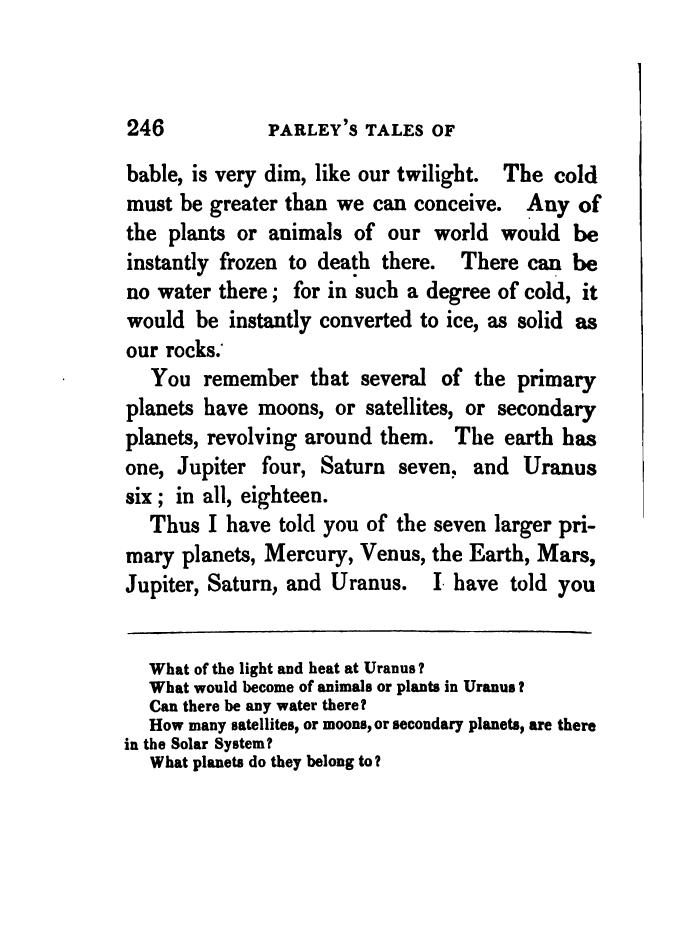 246 PARLEY'S TALES OF
bable, is very dim, like our twilight. The cold
must be greater than we can conceive. Any of
the plants or animals of our world would be
instantly frozen to death there. There can be
no water there; for in such a degree of cold, it
would be instantly converted to ice, as solid as
our rocks.
You remember that several of the primary
planets have moons, or satellites, or secondary
planets, revolving around them. The earth has
one, Jupiter four, Saturn seven, and Uranus
six; in all, eighteen.
Thus I have told you of the seven larger pri-
mary planets, Mercury, Venus, the Earth, Mars,
Jupiter, Saturn, and Uranus. I have told you
What of the light and heat at Uranus?
What would become of animals or plants in Uranus?
Can there be any water there?
How many satellites, or moons, or secondary planets, are there
in the Solar System?
What planets do they belong to?